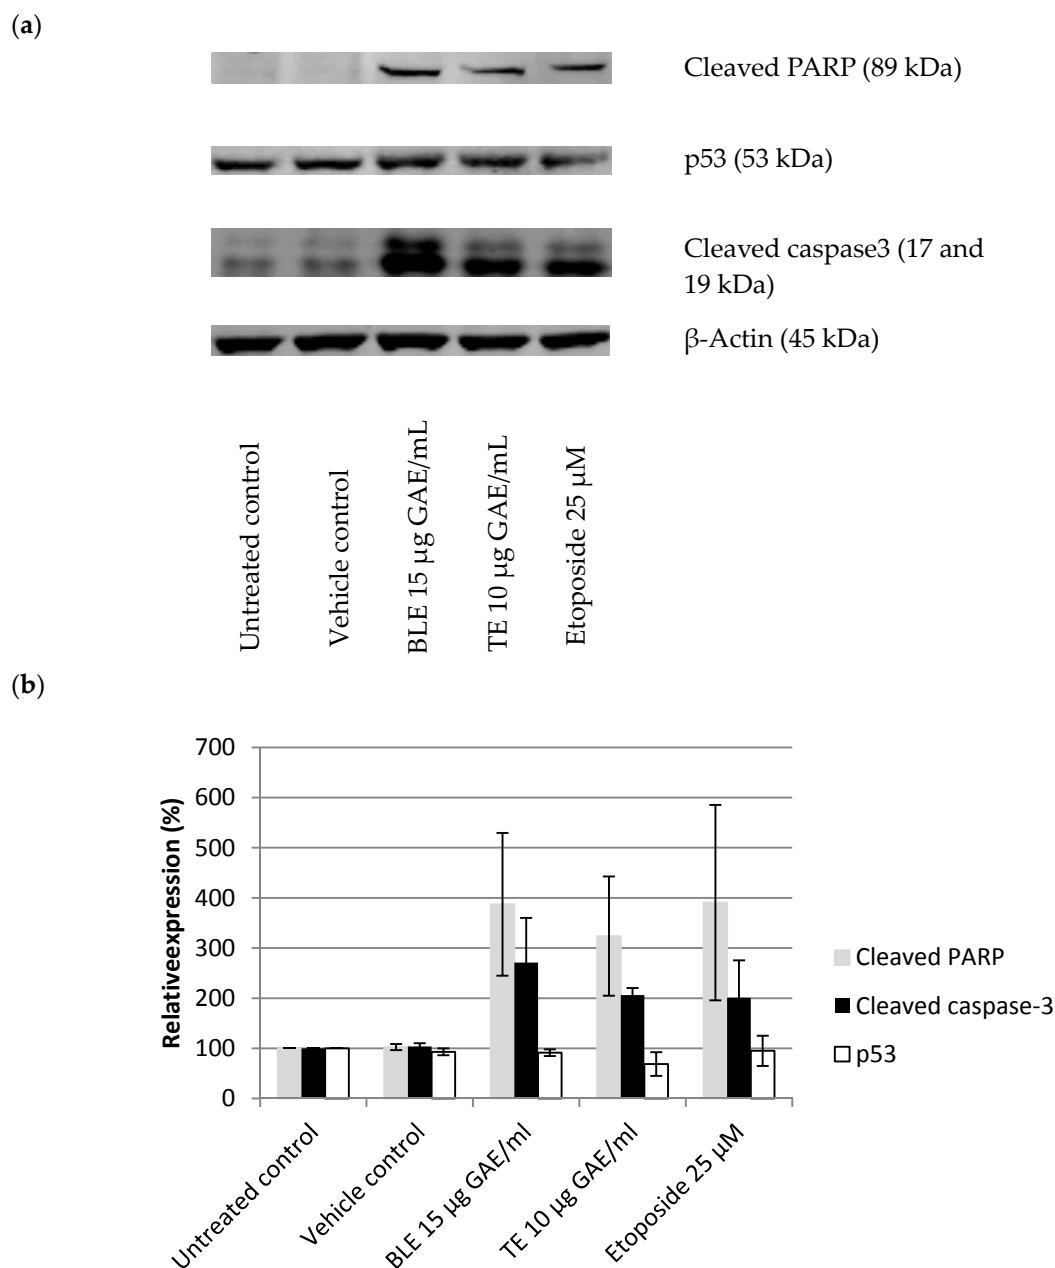 (a)
Cleaved PARP (89 kDa)
p53 (53 kDa)
Cleaved caspase3 (17 and
19 kDa)
β-Actin (45 kDa)
Untreated control
Vehicle control
BLE 15 µg GAE/mL
TE 10 µg GAE/mL
Etoposide 25 µM
(b)
Relativeexpression (%)
700
600
500
400
300
200
100
0
Untreated control
Vehicle control
BLE 15 µg GAE/ml
TE 10 µg GAE/ml
Etoposide 25 µM
Cleaved PARP
Cleaved caspase-3
p53